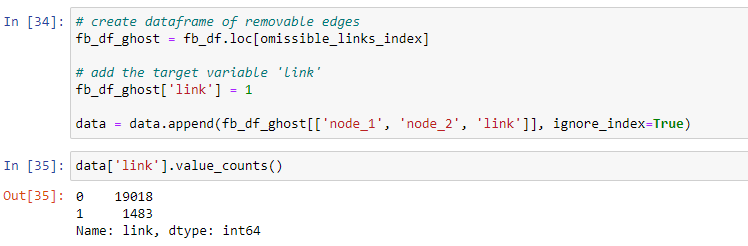 In [34]: # create dataframe of removable edges
fb_df_ghost = fb_df.loc[omissible_links_index]
# add the target variable 'link'
fb_df_ghost['link'] = 1
data = data.append(fb_df_ghost[['node_1', 'node_2', 'link']], ignore_index=True)
In [35]: data['link'].value_counts()
Out[35]: 0    19018
1     1483
Name: link, dtype: int64